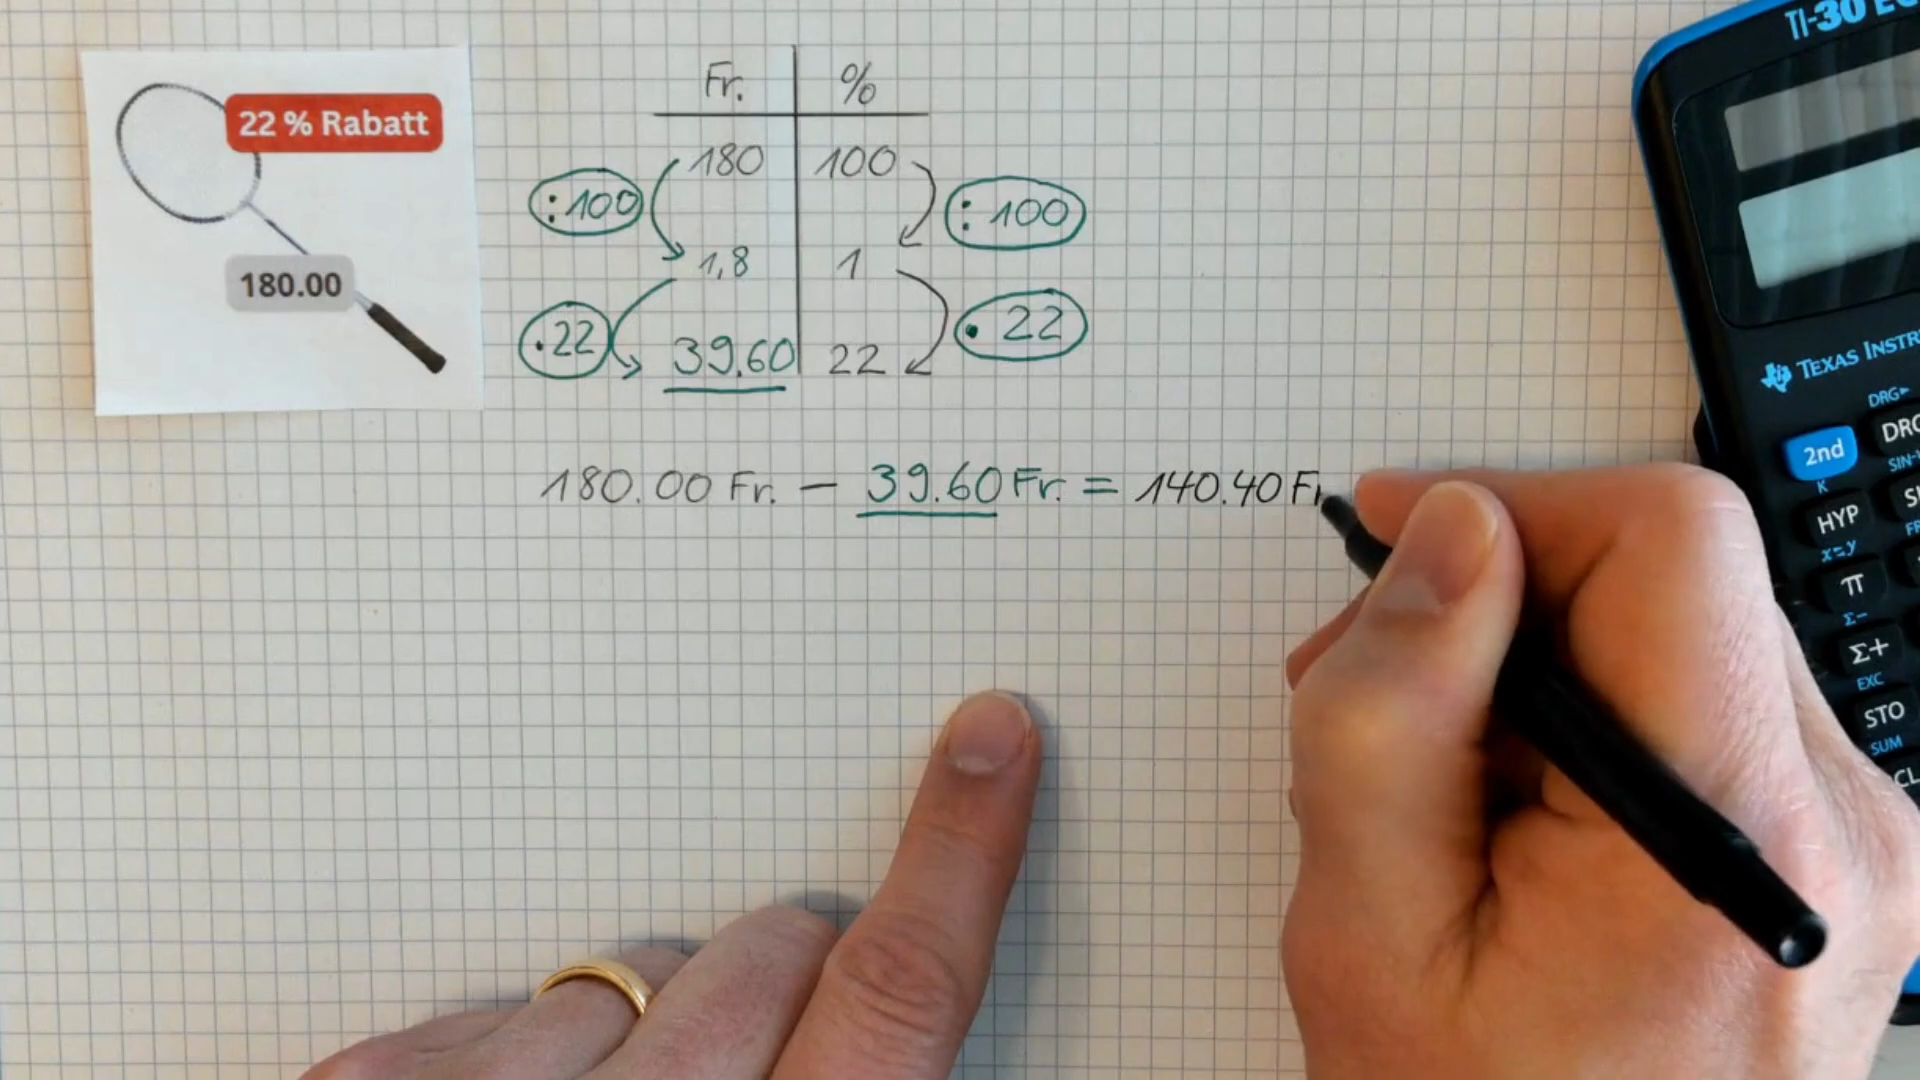 22 % Rabatt
180.00
Fr. %
180 100
:100 : 100
1,8 1
·22 · 22
39.60 22
180.00 Fr. — 39.60 Fr. = 140.40 Fr
TI-30
TEXAS INSTR
DRG
2nd DRG
SIN-
K
HYP
x⇌y
π
Σ-
Σ+
EXC
STO
SUM